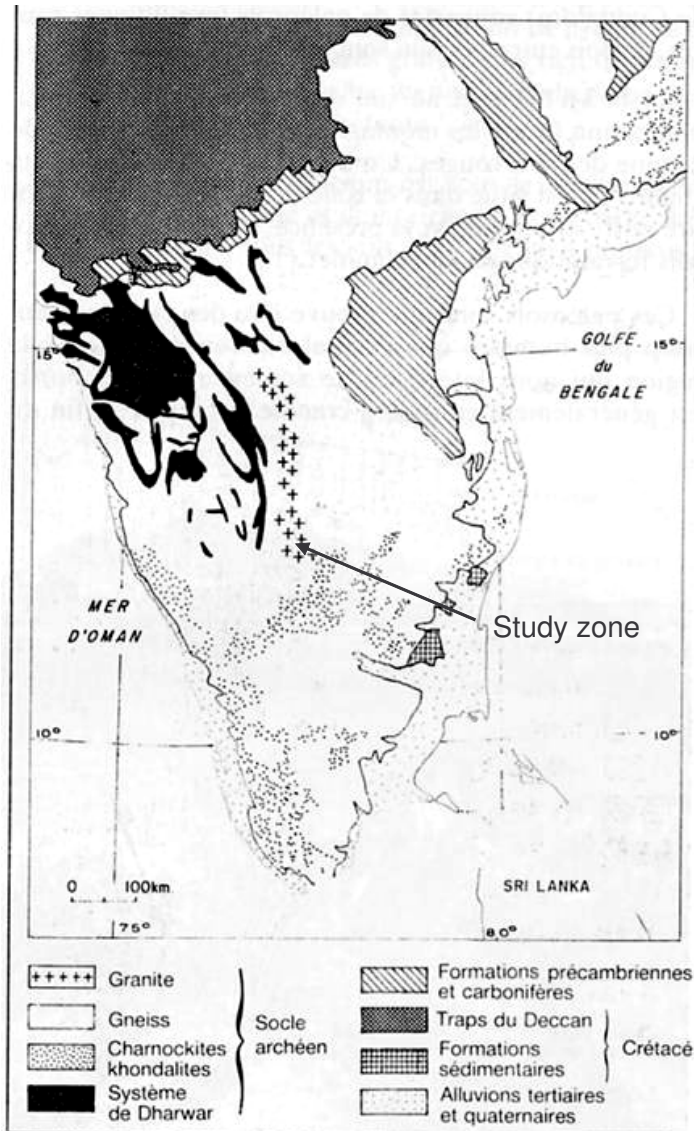 15°
GOLFE
du
BENGALE
15°
MER
D'OMAN
Study zone
10°
10°
0 100km
SRI LANKA
75°
80°
Granite
Gneiss
Charnockites
khondalites
Système
de Dharwar
Socle
archéen
Formations précambriennes
et carbonifères
Traps du Deccan
Formations
sédimentaires
Crétacé
Alluvions tertiaires
et quaternaires